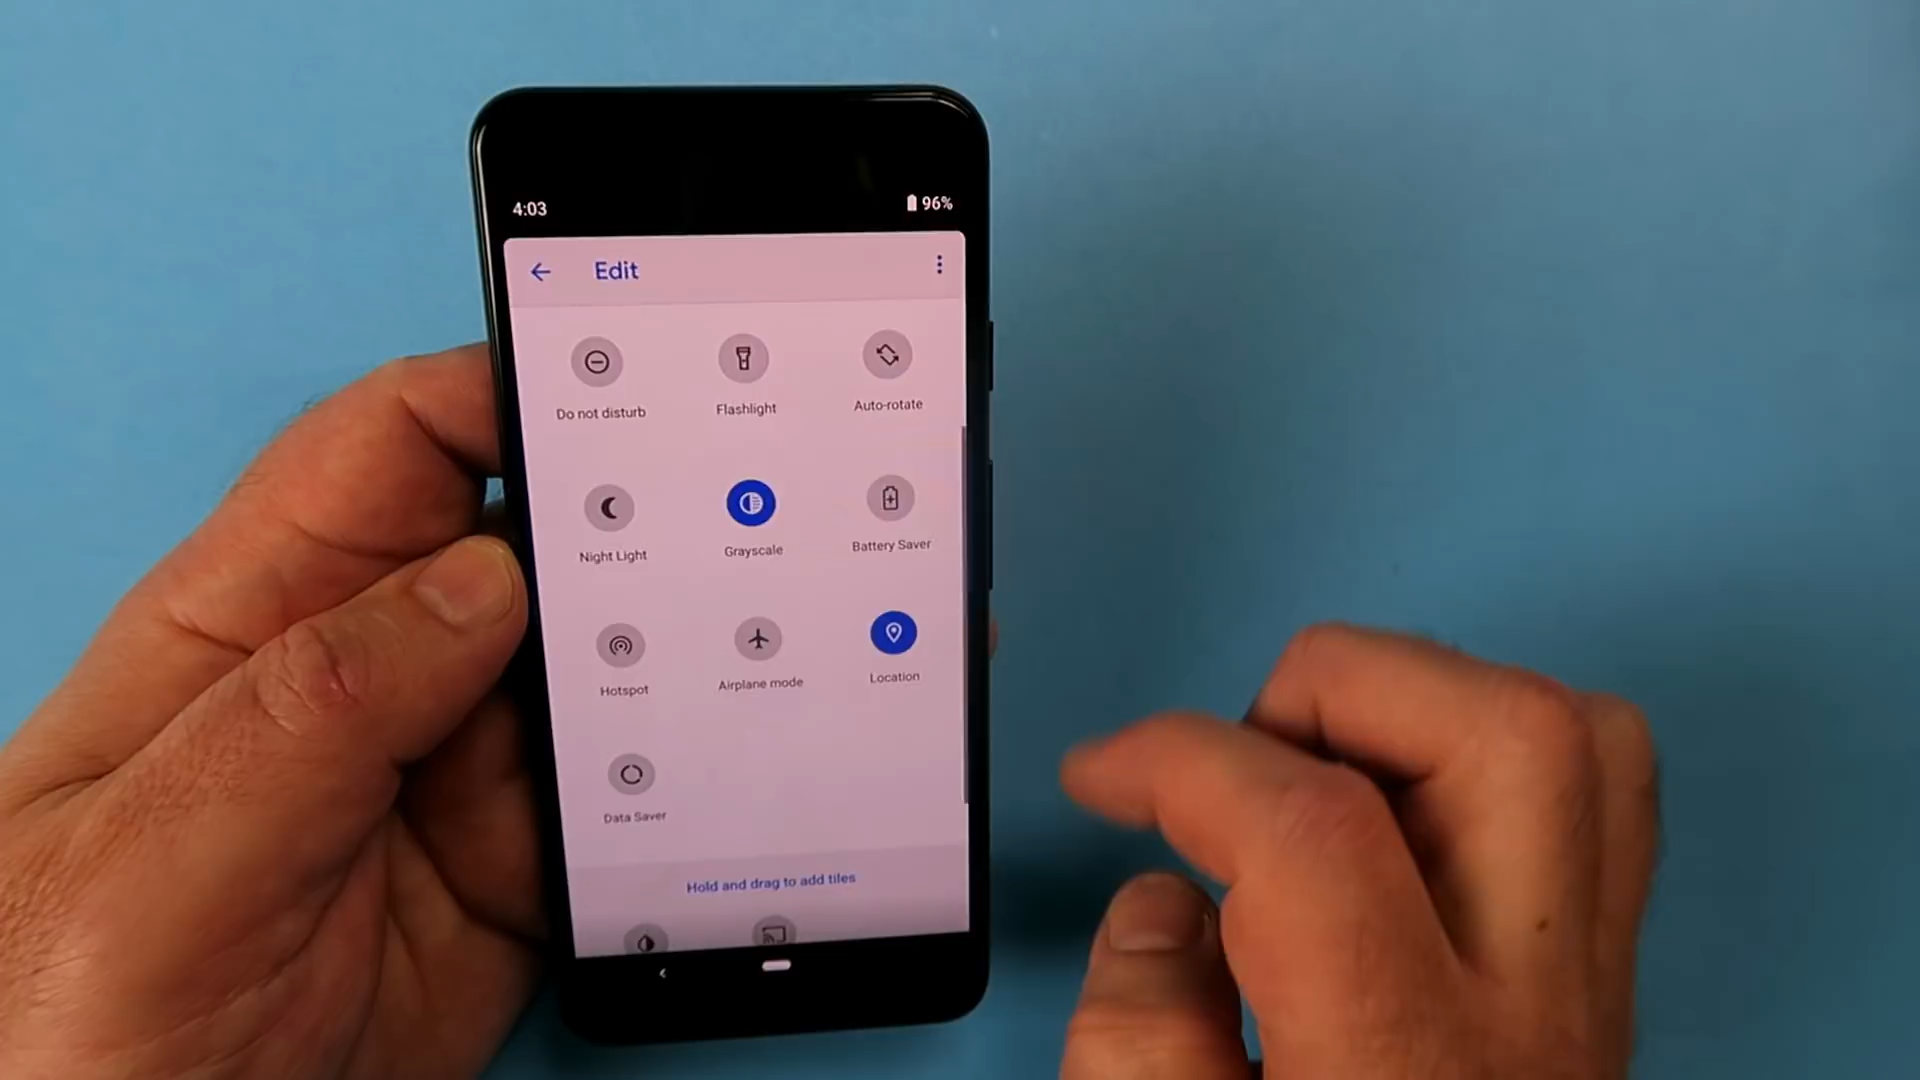 4:03
96%
Edit
Do not disturb
Flashlight
Auto-rotate
Night Light
Grayscale
Battery Saver
Hotspot
Airplane mode
Location
Data Saver
Hold and drag to add tiles